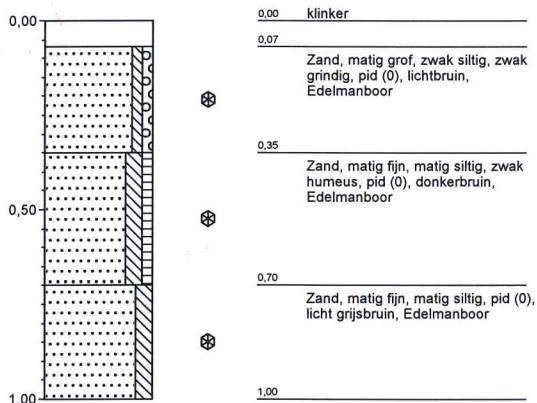 0,00
0,00 klinker
0,07
Zand, matig grof, zwak siltig, zwak
grindig, pid (0), lichtbruin,
Edelmanboor
0,35
Zand, matig fijn, matig siltig, zwak
humeus, pid (0), donkerbruin,
Edelmanboor
0,50
0,70
Zand, matig fijn, matig siltig, pid (0),
licht grijsbruin, Edelmanboor
1,00
1,00